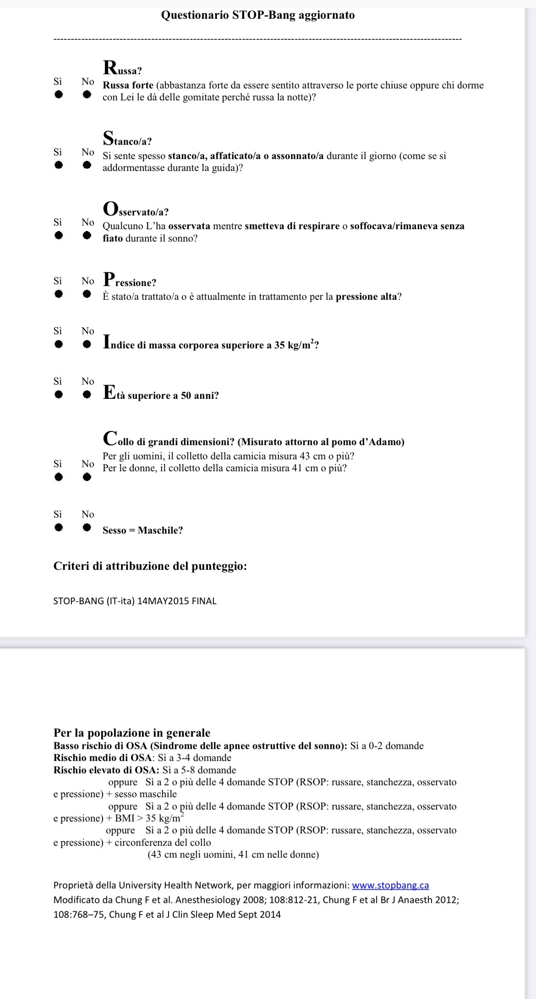 Questionario STOP-Bang aggiornato
-----------------------------------------------------------------------------------------------------------------------
Russa?
Sì No Russa forte (abbastanza forte da essere sentito attraverso le porte chiuse oppure chi dorme
con Lei le dà delle gomitate perché russa la notte)?
Stanco/a?
Sì No Si sente spesso stanco/a, affaticato/a o assonnato/a durante il giorno (come se si
addormentasse durante la guida)?
Osservato/a?
Sì No Qualcuno L’ha osservata mentre smetteva di respirare o soffocava/rimaneva senza
fiato durante il sonno?
Sì No Pressione?
È stato/a trattato/a o è attualmente in trattamento per la pressione alta?
Sì No
Indice di massa corporea superiore a 35 kg/m²?
Sì No
Età superiore a 50 anni?
Collo di grandi dimensioni? (Misurato attorno al pomo d’Adamo)
Per gli uomini, il colletto della camicia misura 43 cm o più?
Sì No Per le donne, il colletto della camicia misura 41 cm o più?
Sì No
Sesso = Maschile?
Criteri di attribuzione del punteggio:
STOP-BANG (IT-ita) 14MAY2015 FINAL
Per la popolazione in generale
Basso rischio di OSA (Sindrome delle apnee ostruttive del sonno): Sì a 0-2 domande
Rischio medio di OSA: Sì a 3-4 domande
Rischio elevato di OSA: Sì a 5-8 domande
oppure Sì a 2 o più delle 4 domande STOP (RSOP: russare, stanchezza, osservato
e pressione) + sesso maschile
oppure Sì a 2 o più delle 4 domande STOP (RSOP: russare, stanchezza, osservato
e pressione) + BMI > 35 kg/m²
oppure Sì a 2 o più delle 4 domande STOP (RSOP: russare, stanchezza, osservato
e pressione) + circonferenza del collo
(43 cm negli uomini, 41 cm nelle donne)
Proprietà della University Health Network, per maggiori informazioni: www.stopbang.ca
Modificato da Chung F et al. Anesthesiology 2008; 108:812-21, Chung F et al Br J Anaesth 2012;
108:768–75, Chung F et al J Clin Sleep Med Sept 2014